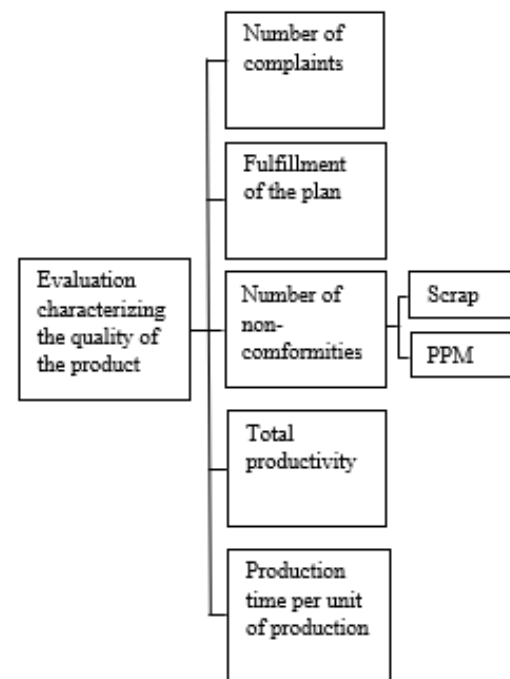 Number of
complaints
Fulfillment
of the plan
Evaluation
characterizing
the quality of
the product
Number of
non-
comformities
Scrap
PPM
Total
productivity
Production
time per unit
of production